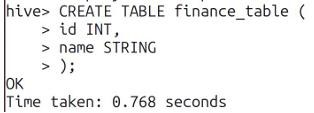 hive> CREATE TABLE finance_table (
    > id INT,
    > name STRING
    > );
OK
Time taken: 0.768 seconds